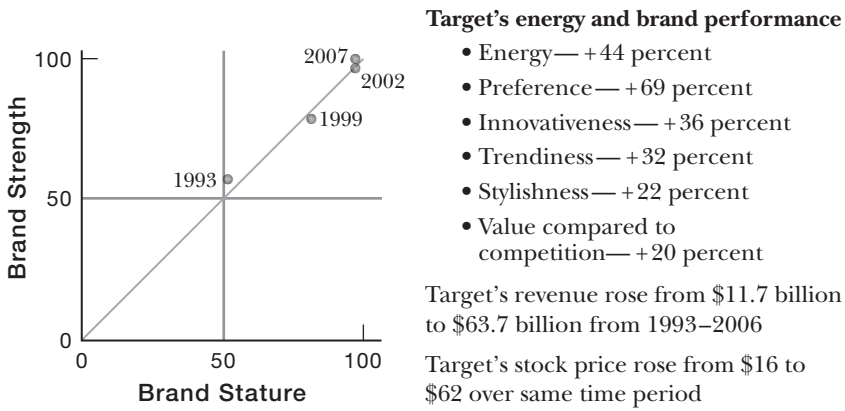 100
50
0
0
50
100
Brand Strength
Brand Stature
2007
2002
1999
1993
Target's energy and brand performance
• Energy—+44 percent
• Preference—+69 percent
• Innovativeness—+36 percent
• Trendiness—+32 percent
• Stylishness—+22 percent
• Value compared to
competition—+20 percent
Target's revenue rose from $11.7 billion
to $63.7 billion from 1993–2006
Target's stock price rose from $16 to
$62 over same time period